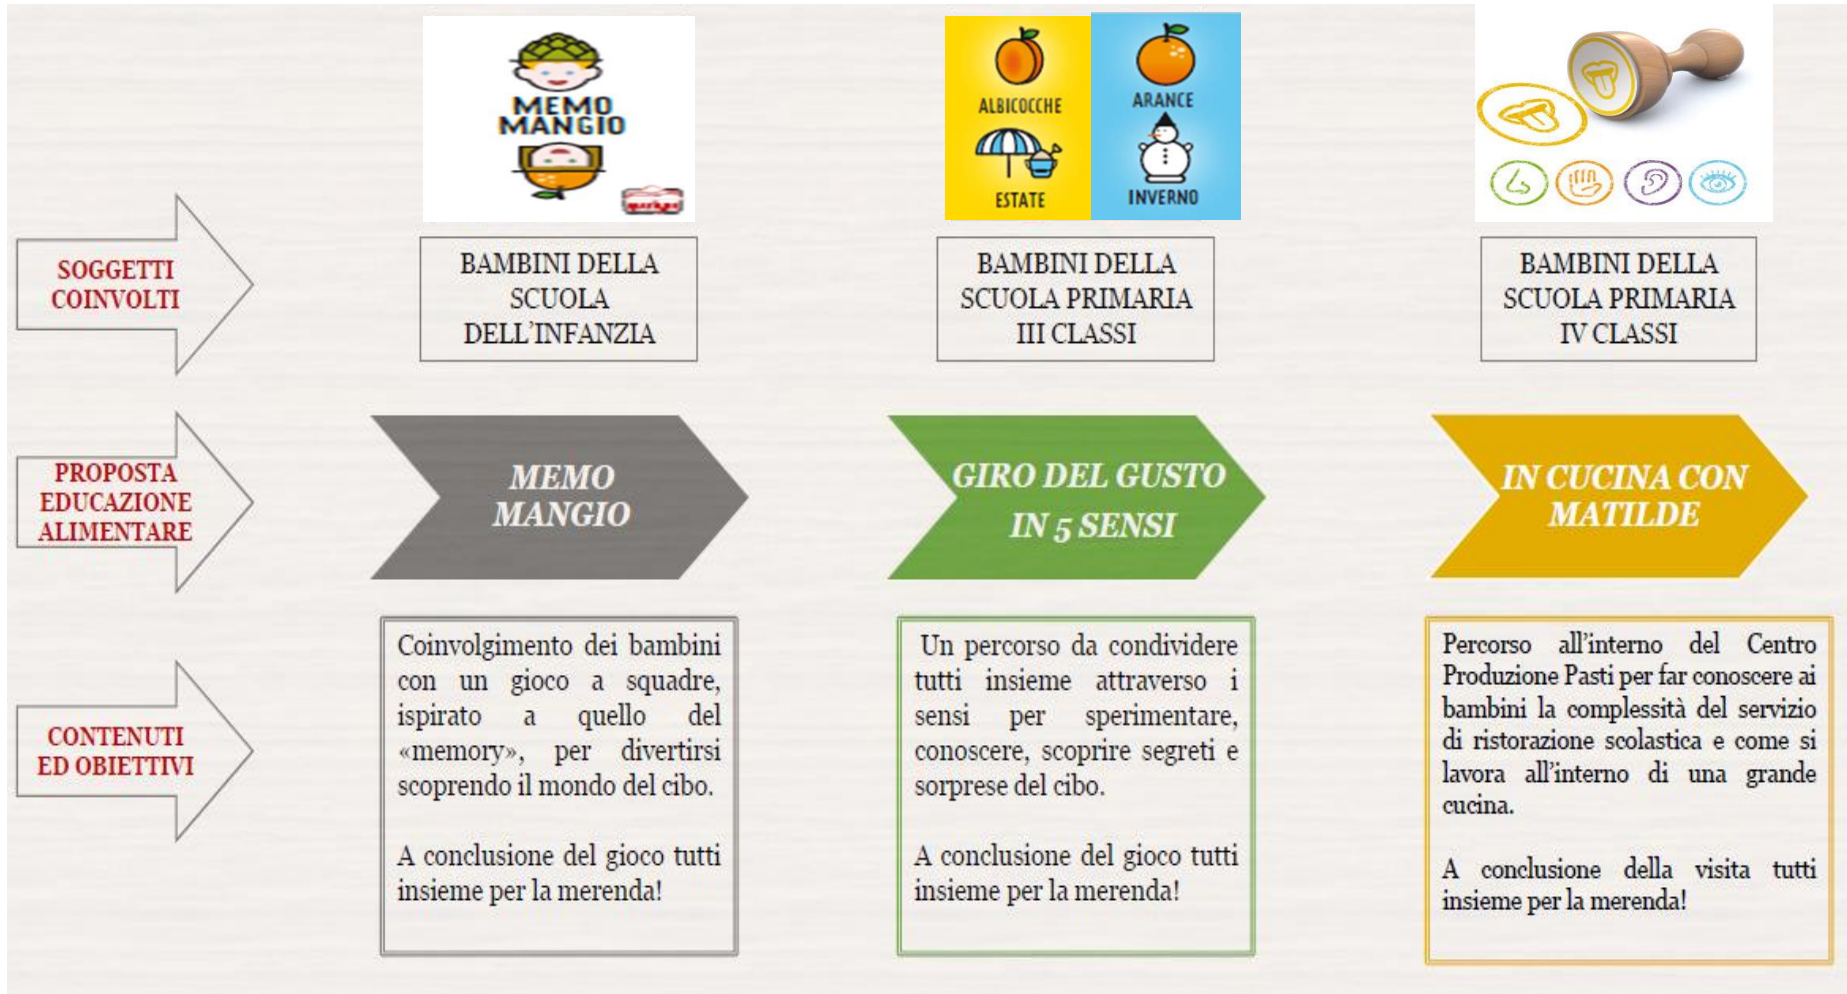 MEMO
MANGIO
ALBICOCCHE
ESTATE
ARANCE
INVERNO
SOGGETTI
COINVOLTI
BAMBINI DELLA
SCUOLA
DELL'INFANZIA
BAMBINI DELLA
SCUOLA PRIMARIA
III CLASSI
BAMBINI DELLA
SCUOLA PRIMARIA
IV CLASSI
PROPOSTA
EDUCAZIONE
ALIMENTARE
MEMO
MANGIO
GIRO DEL GUSTO
IN 5 SENSI
IN CUCINA CON
MATILDE
CONTENUTI
ED OBIETTIVI
Coinvolgimento dei bambini
con un gioco a squadre,
ispirato a quello del
«memory», per divertirsi
scoprendo il mondo del cibo.
A conclusione del gioco tutti
insieme per la merenda!
Un percorso da condividere
tutti insieme attraverso i
sensi per sperimentare,
conoscere, scoprire segreti e
sorprese del cibo.
A conclusione del gioco tutti
insieme per la merenda!
Percorso all'interno del Centro
Produzione Pasti per far conoscere ai
bambini la complessità del servizio
di ristorazione scolastica e come si
lavora all'interno di una grande
cucina.
A conclusione della visita tutti
insieme per la merenda!